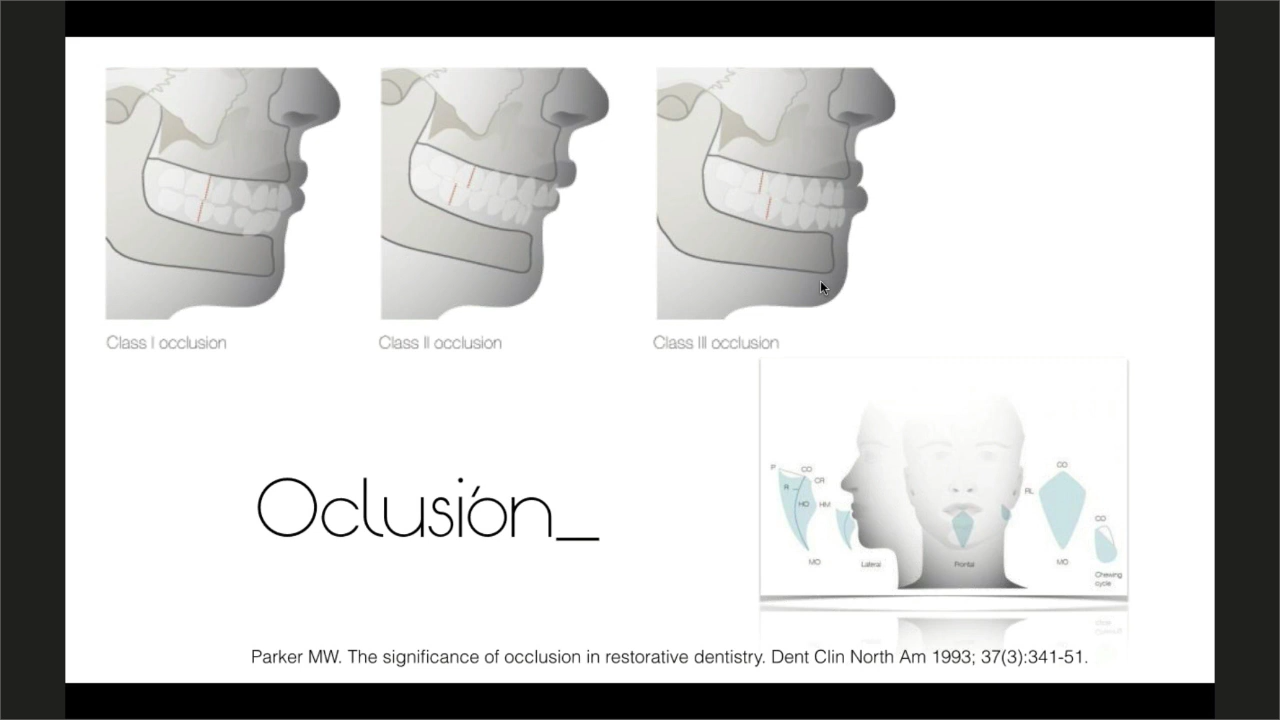 Class I occlusion
Class II occlusion
Class III occlusion
P
CO
CR
R
HO
HM
MO
Lateral
Frontal
CO
RL
MO
CO
Chewing
cycle
Oclusión_
Parker MW. The significance of occlusion in restorative dentistry. Dent Clin North Am 1993; 37(3):341-51.